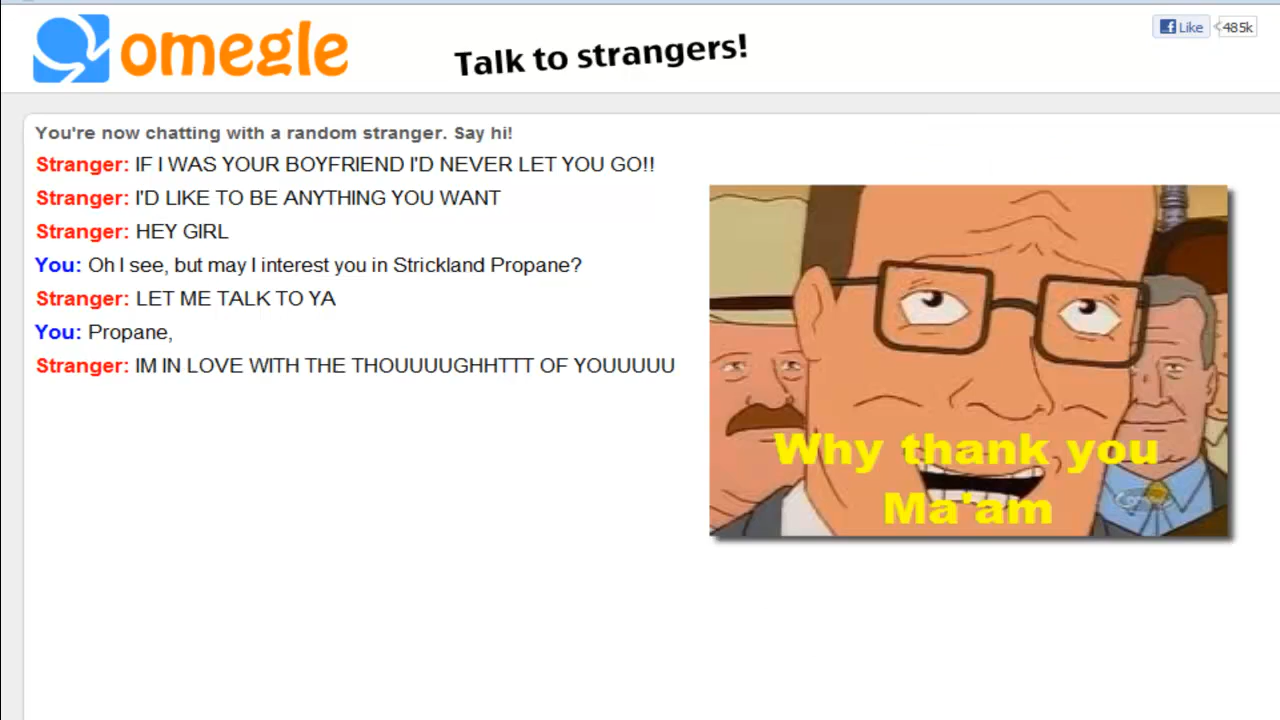 omegle
Talk to strangers!
Like
485k
You're now chatting with a random stranger. Say hi!
Stranger: IF I WAS YOUR BOYFRIEND I'D NEVER LET YOU GO!!
Stranger: I'D LIKE TO BE ANYTHING YOU WANT
Stranger: HEY GIRL
You: Oh I see, but may I interest you in Strickland Propane?
Stranger: LET ME TALK TO YA
You: Propane,
Stranger: IM IN LOVE WITH THE THOUUUUGHHTTT OF YOUUUUU
Why thank you
Ma'am